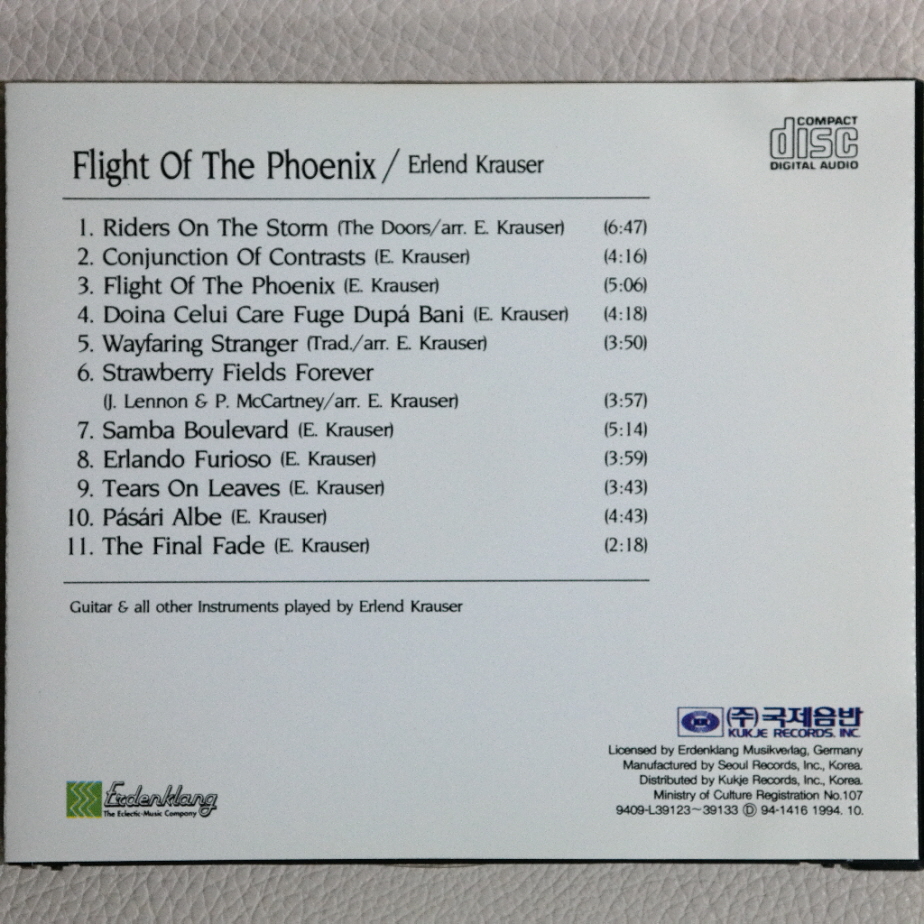 COMPACT
disc
DIGITAL AUDIO
Flight Of The Phoenix / Erlend Krauser
1. Riders On The Storm (The Doors/arr. E. Krauser) (6:47)
2. Conjunction Of Contrasts (E. Krauser) (4:16)
3. Flight Of The Phoenix (E. Krauser) (5:06)
4. Doina Celui Care Fuge Dupá Bani (E. Krauser) (4:18)
5. Wayfaring Stranger (Trad./arr. E. Krauser) (3:50)
6. Strawberry Fields Forever
(J. Lennon & P. McCartney/arr. E. Krauser) (3:57)
7. Samba Boulevard (E. Krauser) (5:14)
8. Erlando Furioso (E. Krauser) (3:59)
9. Tears On Leaves (E. Krauser) (3:43)
10. Pásári Albe (E. Krauser) (4:43)
11. The Final Fade (E. Krauser) (2:18)
Guitar & all other Instruments played by Erlend Krauser
(주)국제음반
KUKJE RECORDS. INC.
Licensed by Erdenklang Musikverlag, Germany
Manufactured by Seoul Records, Inc., Korea.
Distributed by Kukje Records, Inc., Korea.
Ministry of Culture Registration No.107
9409-L39123~39133 Ⓟ 94-1416 1994. 10.
Erdenklang
The Eclectic-Music Company